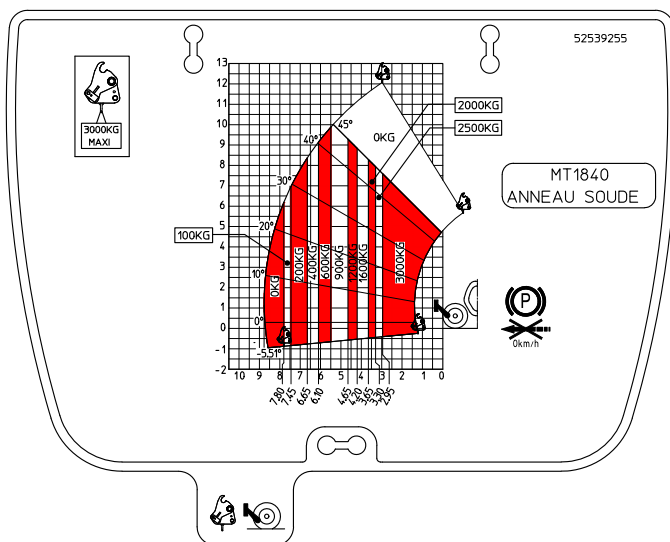 52539255
3000KG
MAXI
13
12
11
10
9
8
7
6
5
4
3
2
1
0
-1
-2
10 9 8 7 6 5 4 3 2 1 0
7.80 7.45 6.65 6.10 4.65 4.20 3.65 3.30 2.95
45°
40°
30°
20°
10°
0°
-5.51°
0KG
2000KG
2500KG
100KG
0KG 200KG 400KG 600KG 900KG 1200KG 1600KG 3000KG
MT1840
ANNEAU SOUDE
P
0km/h